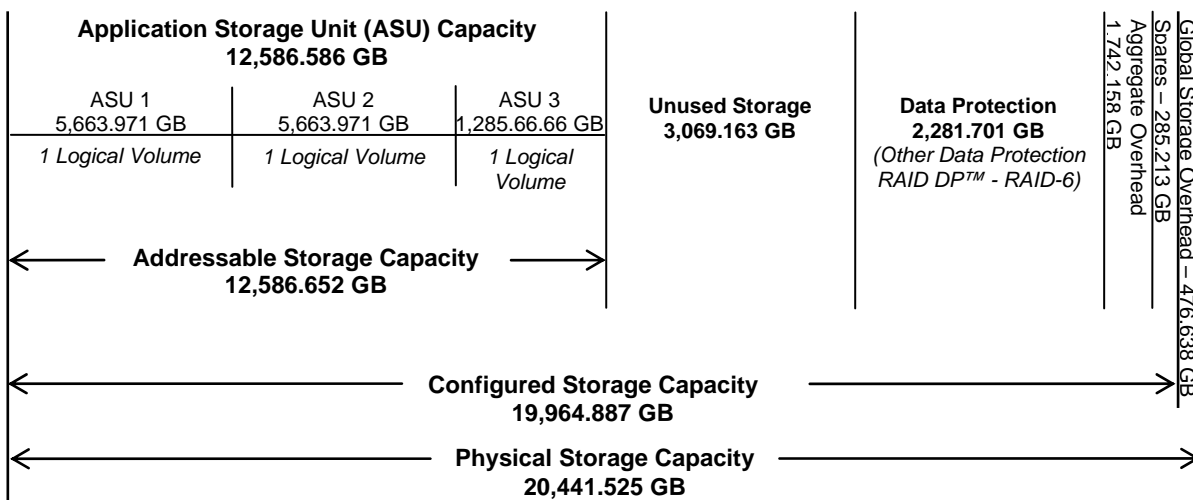 Application Storage Unit (ASU) Capacity
12,586.586 GB
ASU 1
5,663.971 GB
1 Logical Volume
ASU 2
5,663.971 GB
1 Logical Volume
ASU 3
1,285.66.66 GB
1 Logical
Volume
Unused Storage
3,069.163 GB
Data Protection
2,281.701 GB
(Other Data Protection
RAID DP™ - RAID-6)
Global Storage Overhead – 476.638 GB
Spares – 285.213 GB
Aggregate Overhead
1.742.158 GB
Addressable Storage Capacity
12,586.652 GB
Configured Storage Capacity
19,964.887 GB
Physical Storage Capacity
20,441.525 GB